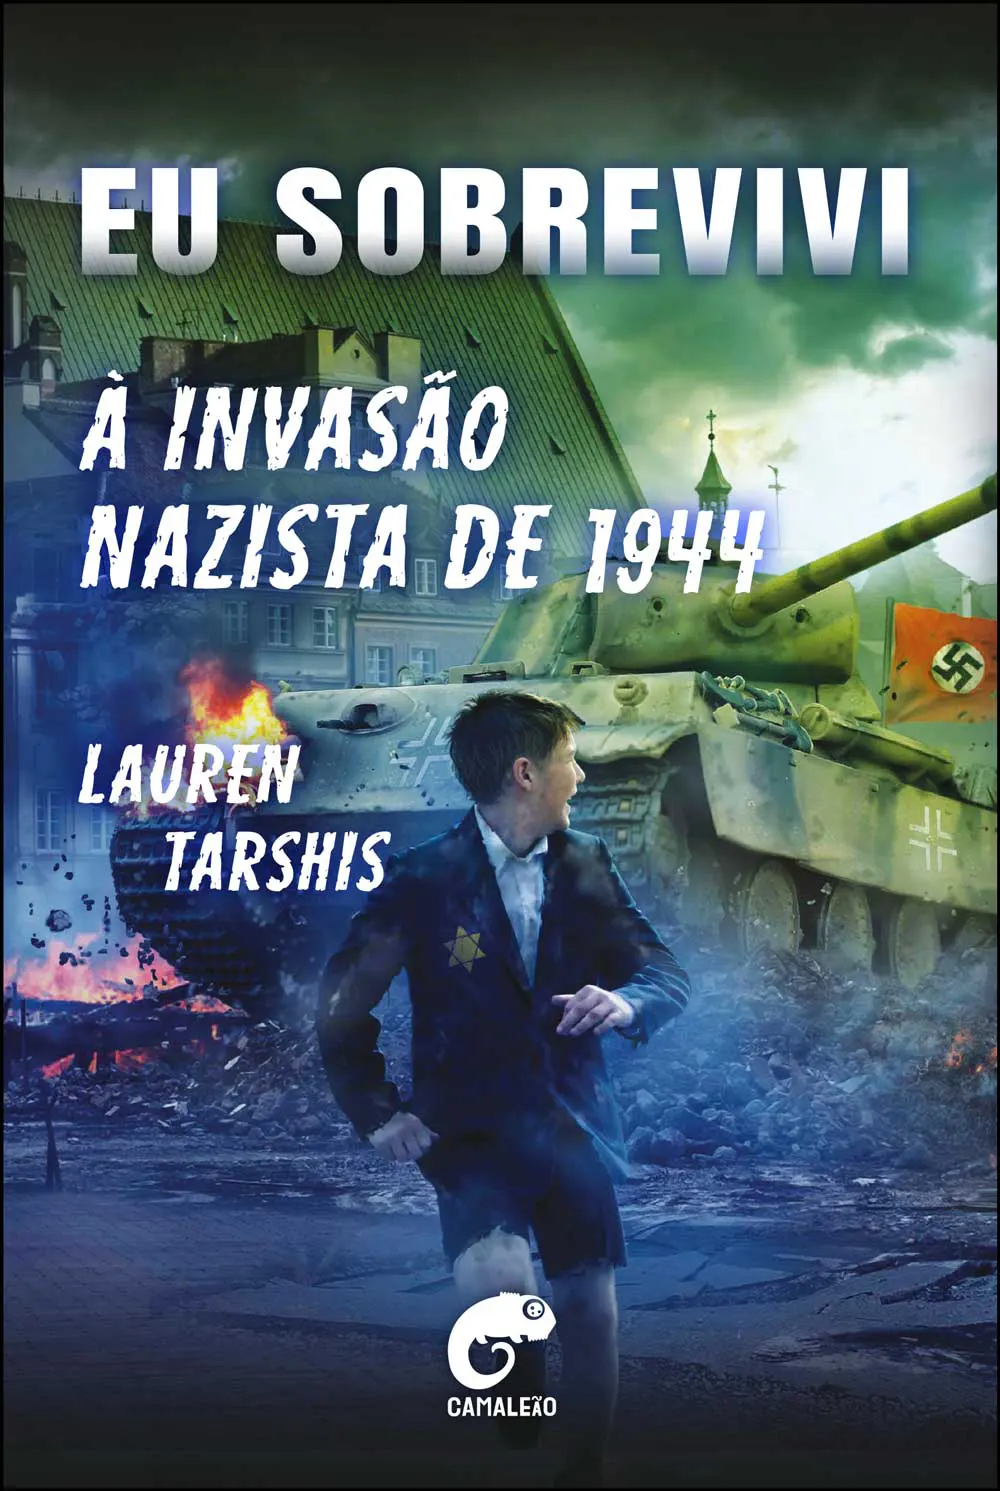 EU SOBREVIVI
À INVASÃO
NAZISTA DE 1944
LAUREN
TARSHIS
CAMALEÃO